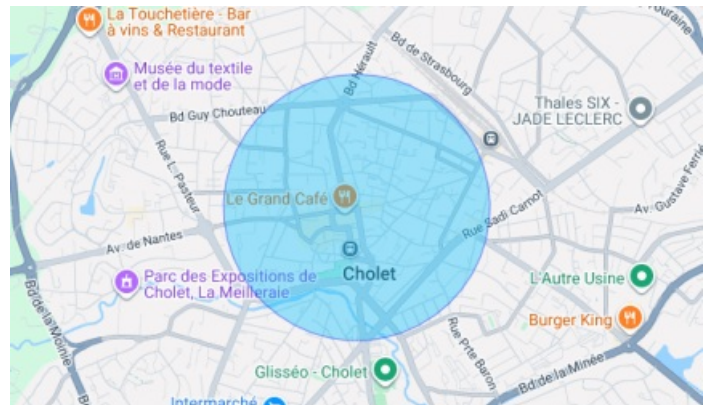 La Touchetière - Bar
à vins & Restaurant
Bd Hérault
Bd de Strasbourg
Touraine
Musée du textile
et de la mode
Thales SIX -
JADE LECLERC
Bd Guy Chouteau
Rue L. Pasteur
Le Grand Café
Rue Sadi Carnot
Av. Gustave Ferrié
Av. de Nantes
Parc des Expositions de
Cholet, La Meilleraie
Cholet
L'Autre Usine
Bd de la Moinie
Burger King
Rue Prte Baron
Glisséo - Cholet
Bd de la Minée
Intermarché